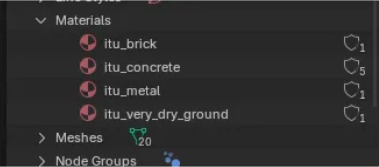 Materials
itu_brick 1
itu_concrete 5
itu_metal 1
itu_very_dry_ground 1
Meshes 20
Node Groups